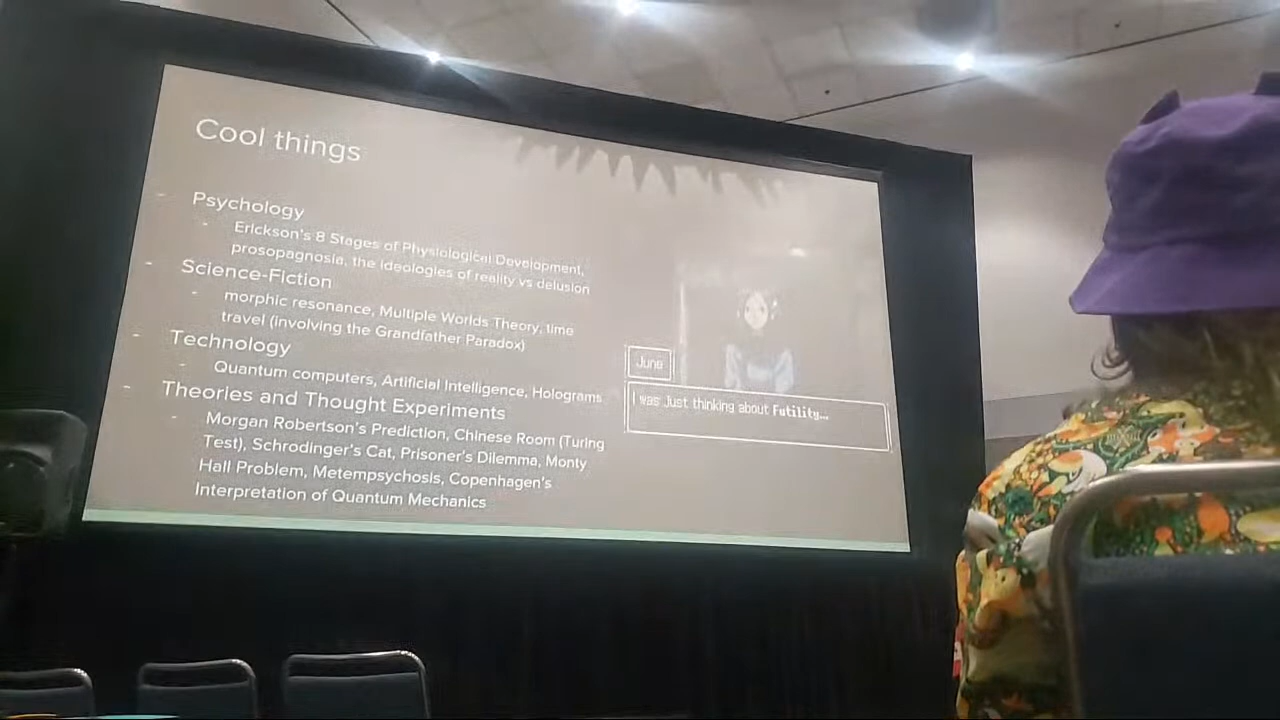 Cool things
- Psychology
- Erickson's 8 Stages of Physiological Development,
prosopagnosia, the ideologies of reality vs delusion
- Science-Fiction
- morphic resonance, Multiple Worlds Theory, time
travel (involving the Grandfather Paradox)
- Technology
- Quantum computers, Artificial Intelligence, Holograms
- Theories and Thought Experiments
- Morgan Robertson's Prediction, Chinese Room (Turing
Test), Schrodinger's Cat, Prisoner's Dilemma, Monty
Hall Problem, Metempsychosis, Copenhagen's
Interpretation of Quantum Mechanics
June
I was Just thinking about Futility...